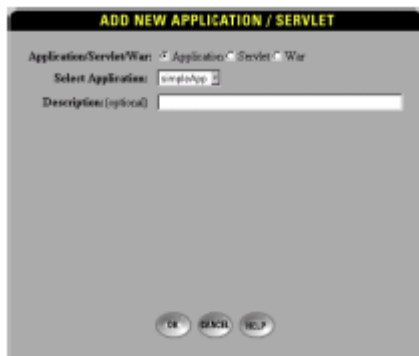 ADD NEW APPLICATION / SERVLET
Application/Servlet/War: Application Servlet War
Select Application: simpleApp
Description:(optional)
OK CANCEL HELP